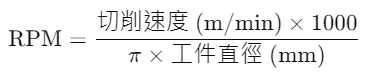 RPM = 切削速度 (m/min) × 1000
π × 工件直徑 (mm)